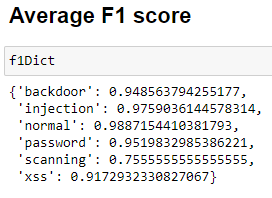 Average F1 score
f1Dict
{'backdoor': 0.948563794255177,
'injection': 0.9759036144578314,
'normal': 0.9887154410381793,
'password': 0.9519832985386221,
'scanning': 0.7555555555555555,
'xss': 0.9172932330827067}